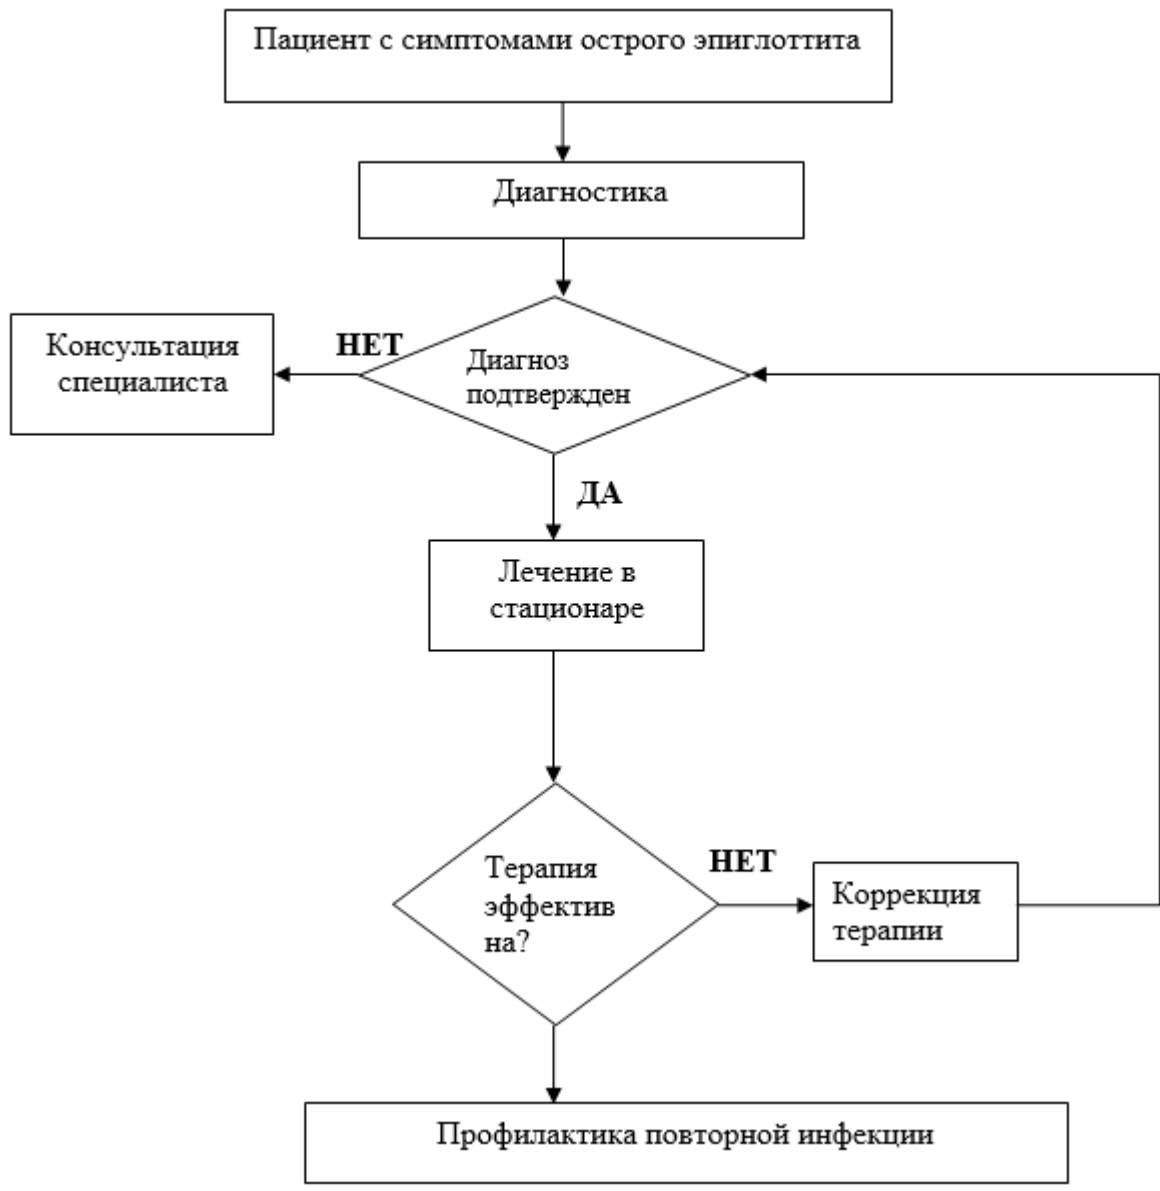 Пациент с симптомами острого эпиглоттита
Диагностика
НЕТ
Консультация
специалиста
Диагноз
подтвержден
ДА
Лечение в
стационаре
Терапия
эффектив
на?
НЕТ
Коррекция
терапии
Профилактика повторной инфекции